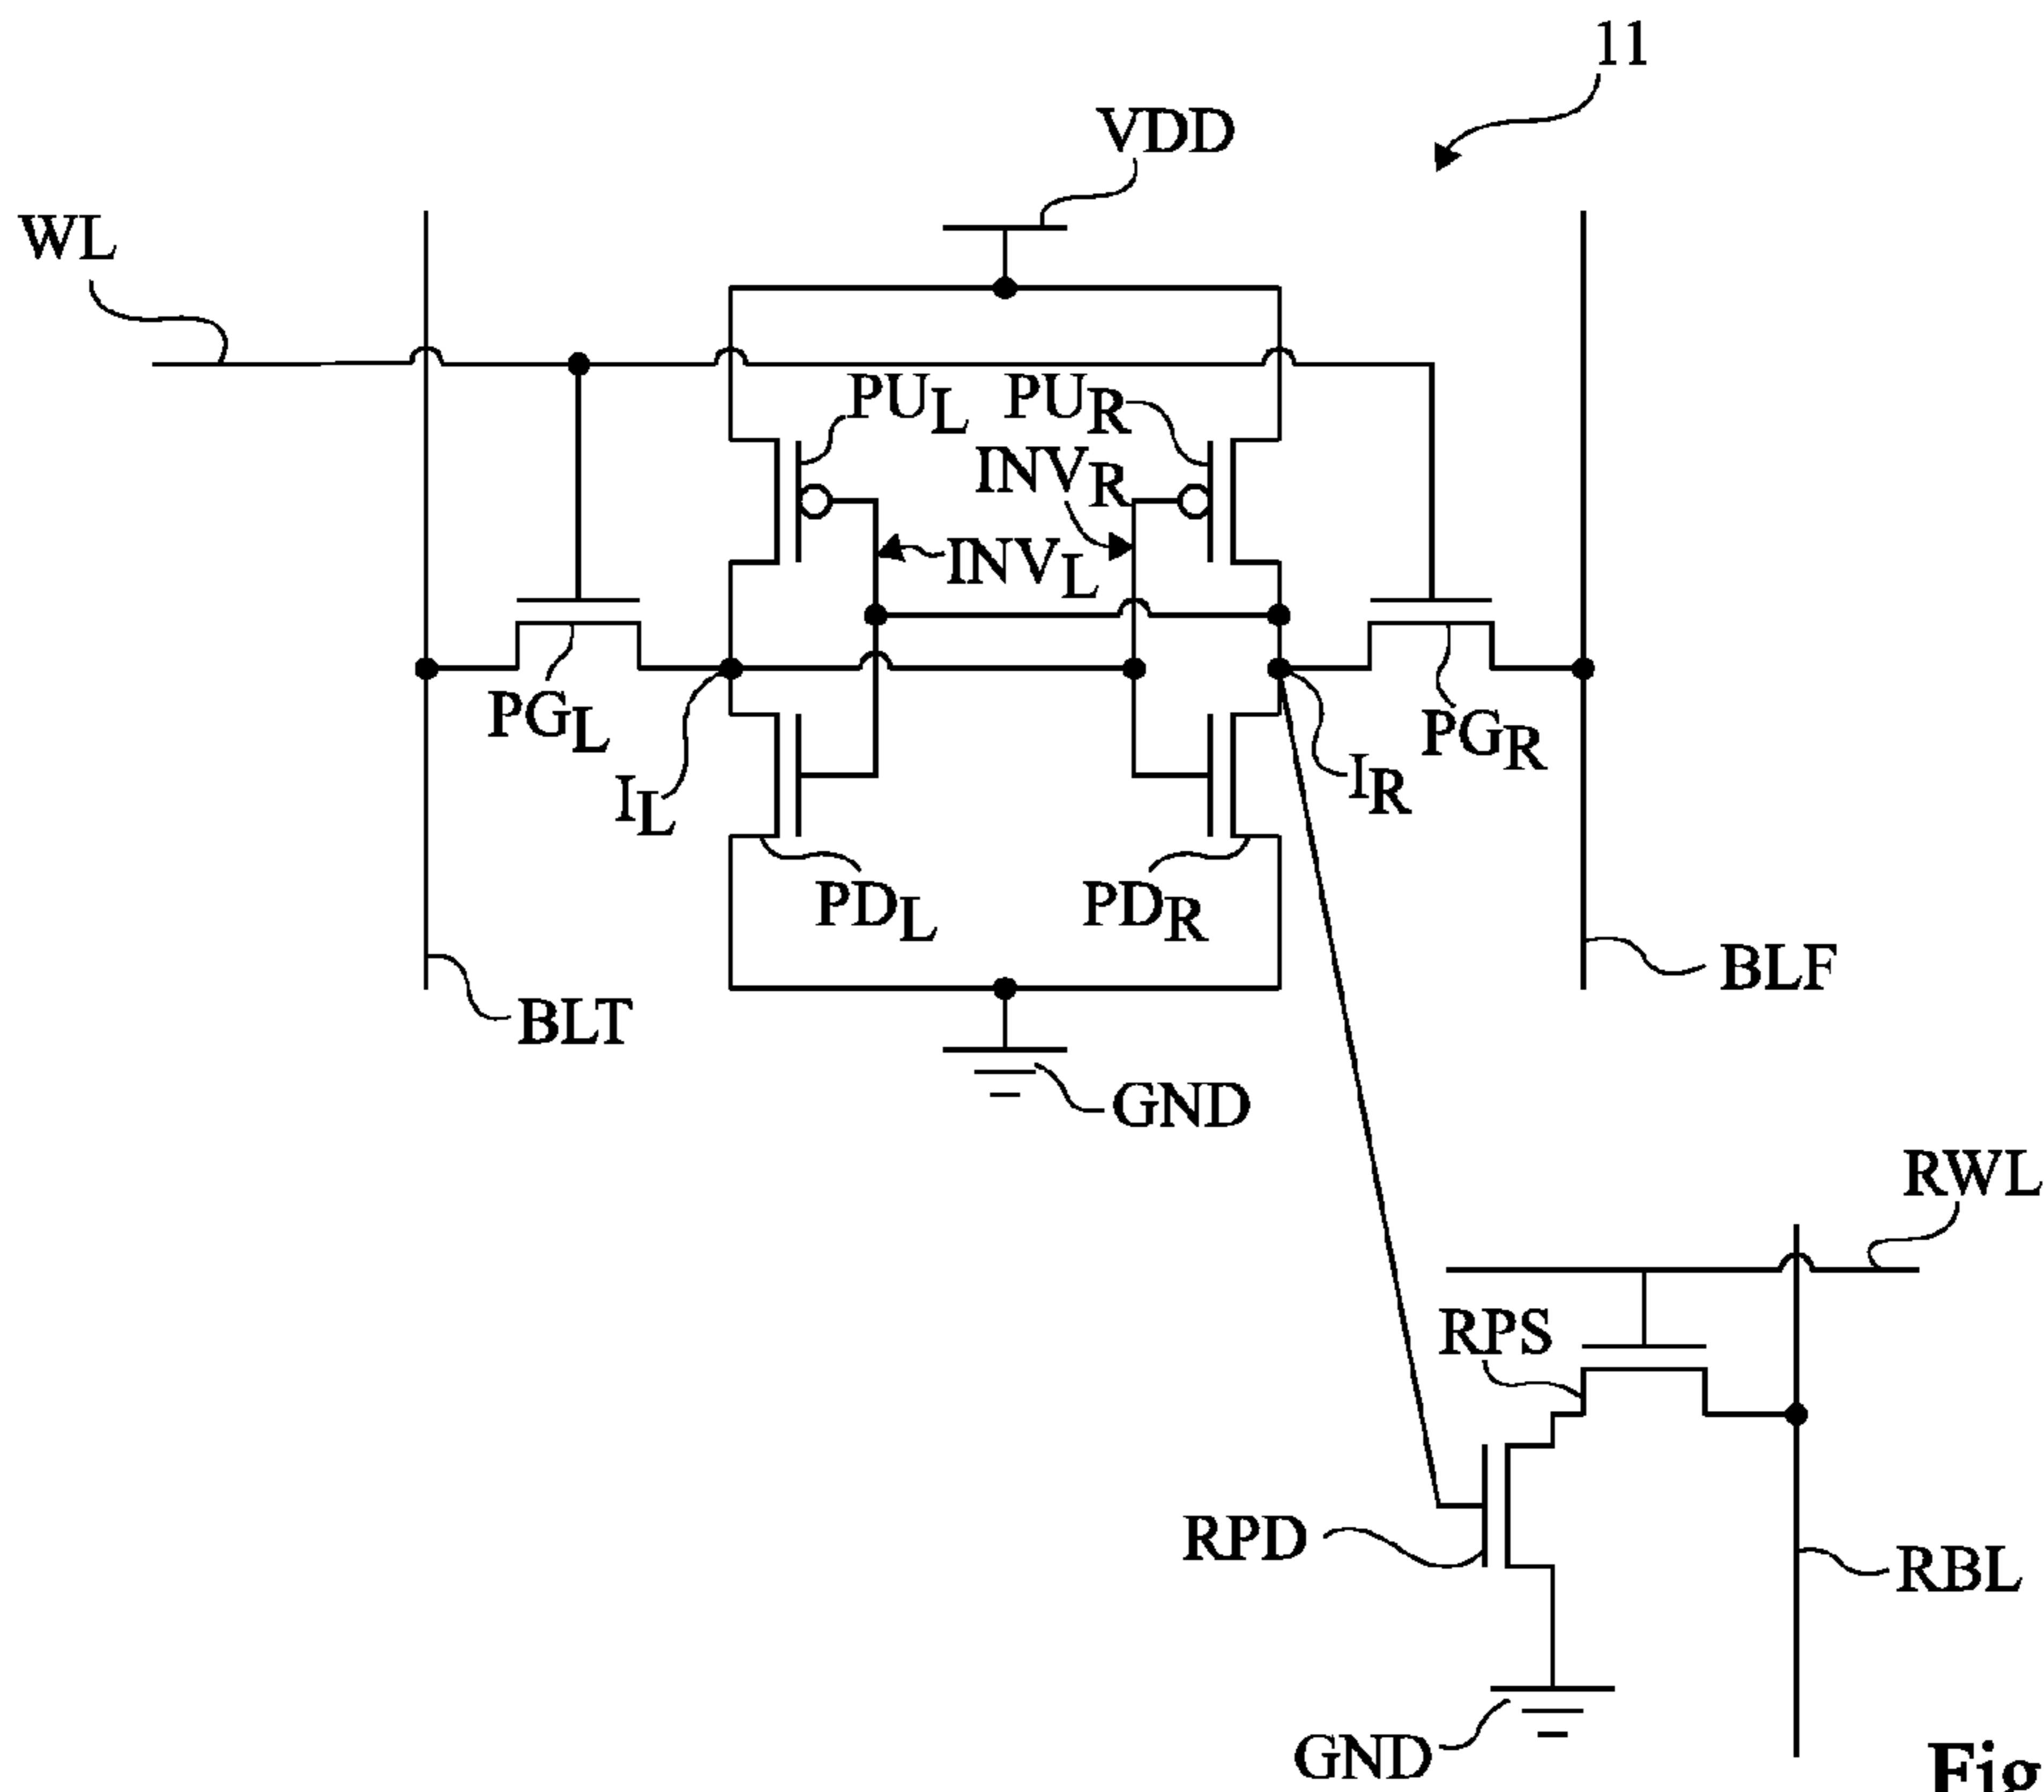 11
VDD
WL
PUL PUR
INVR
INVL
PGL
PGR
IL
IR
PDL PDR
BLF
BLT
GND
RWL
RPS
RPD
RBL
GND
Fig